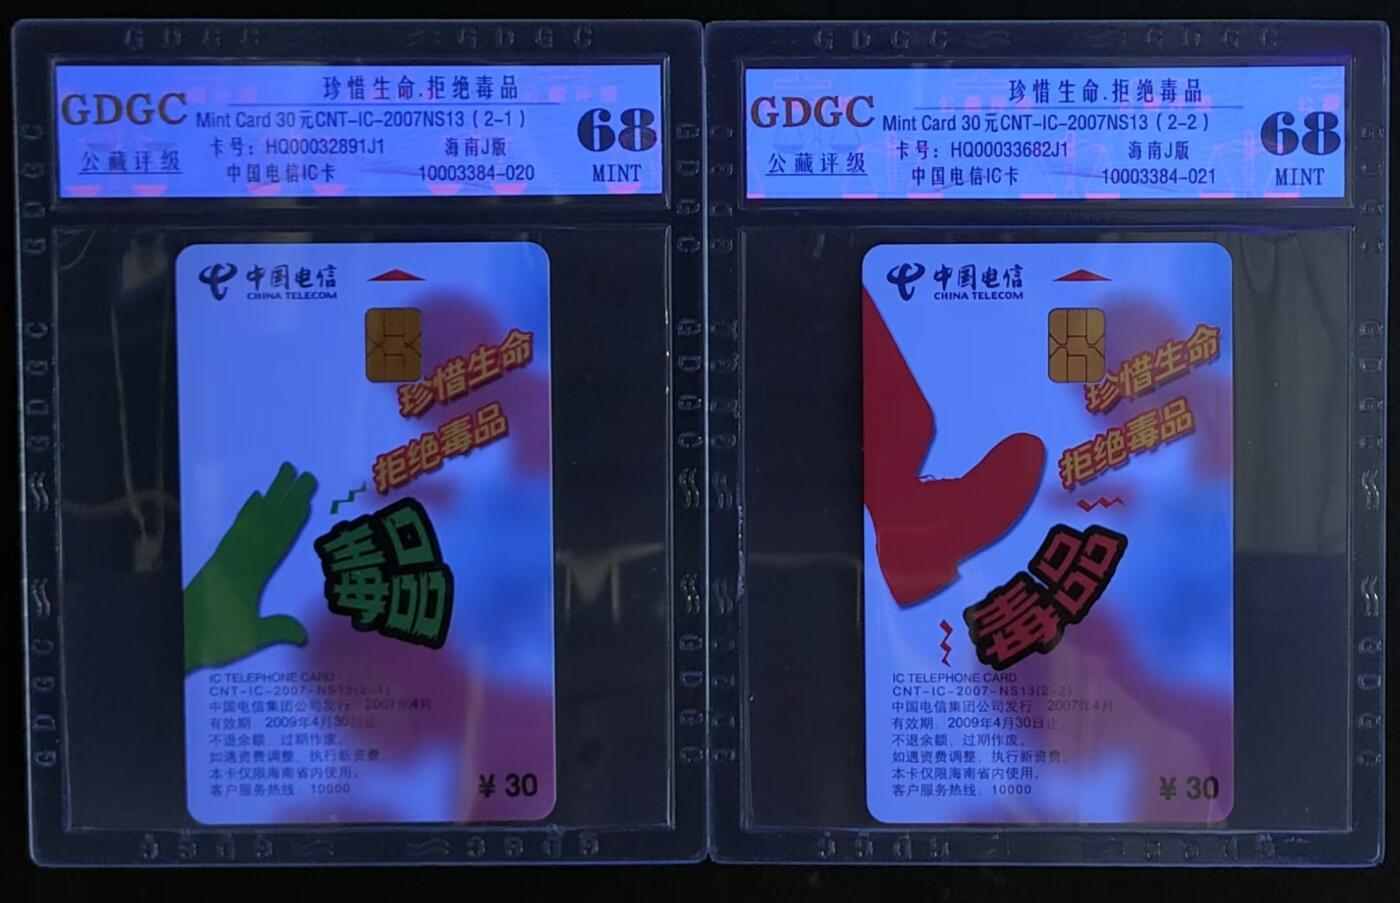 珍惜生命.拒绝毒品
GDGC
Mint Card 30元CNT-IC-2007NS13 ( 2-1 )
68
卡号：HQ00032891J1
海南J版
公藏评级
中国电信IC卡
10003384-020
MINT
中国电信
CHINA TELECOM
珍惜生命
拒绝毒品
毒品
IC TELEPHONE CARD
CNT-IC-2007-NS13(2-1)
中国电信集团公司发行 2007年4月
有效期：2009年4月30日止。
不退余额，过期作废。
如遇资费调整，执行新资费。
本卡仅限海南省内使用。
客户服务热线：10000
¥30
珍惜生命.拒绝毒品
GDGC
Mint Card 30元CNT-IC-2007NS13 ( 2-2 )
68
卡号：HQ00033682J1
海南J版
公藏评级
中国电信IC卡
10003384-021
MINT
中国电信
CHINA TELECOM
珍惜生命
拒绝毒品
毒品
IC TELEPHONE CARD
CNT-IC-2007-NS13(2-2)
中国电信集团公司发行 2007年4月
有效期：2009年4月30日止。
不退余额，过期作废。
如遇资费调整，执行新资费。
本卡仅限海南省内使用。
客户服务热线：10000
¥30